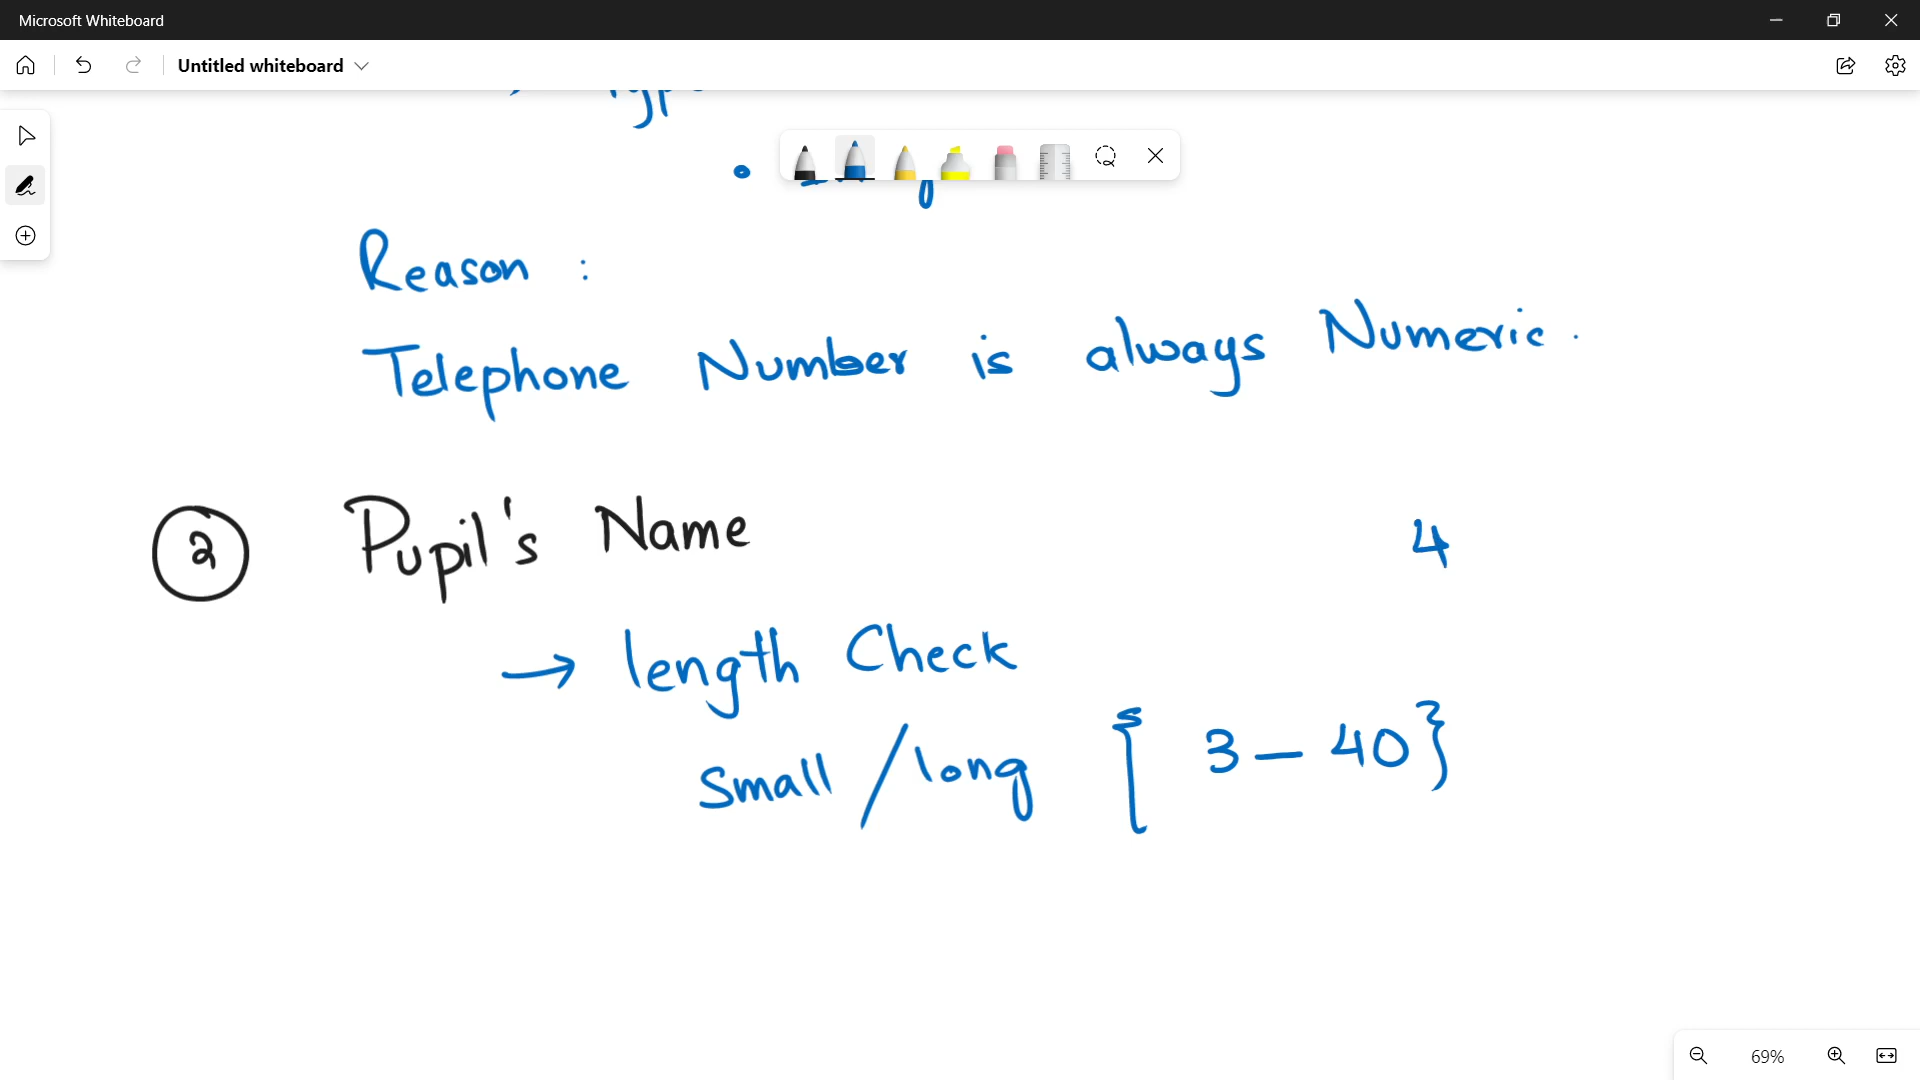 Microsoft Whiteboard
Untitled whiteboard
Reason :
Telephone Number is always Numeric .
2 Pupil's Name
4
→ length Check
small / long { 3 – 40 }
69%